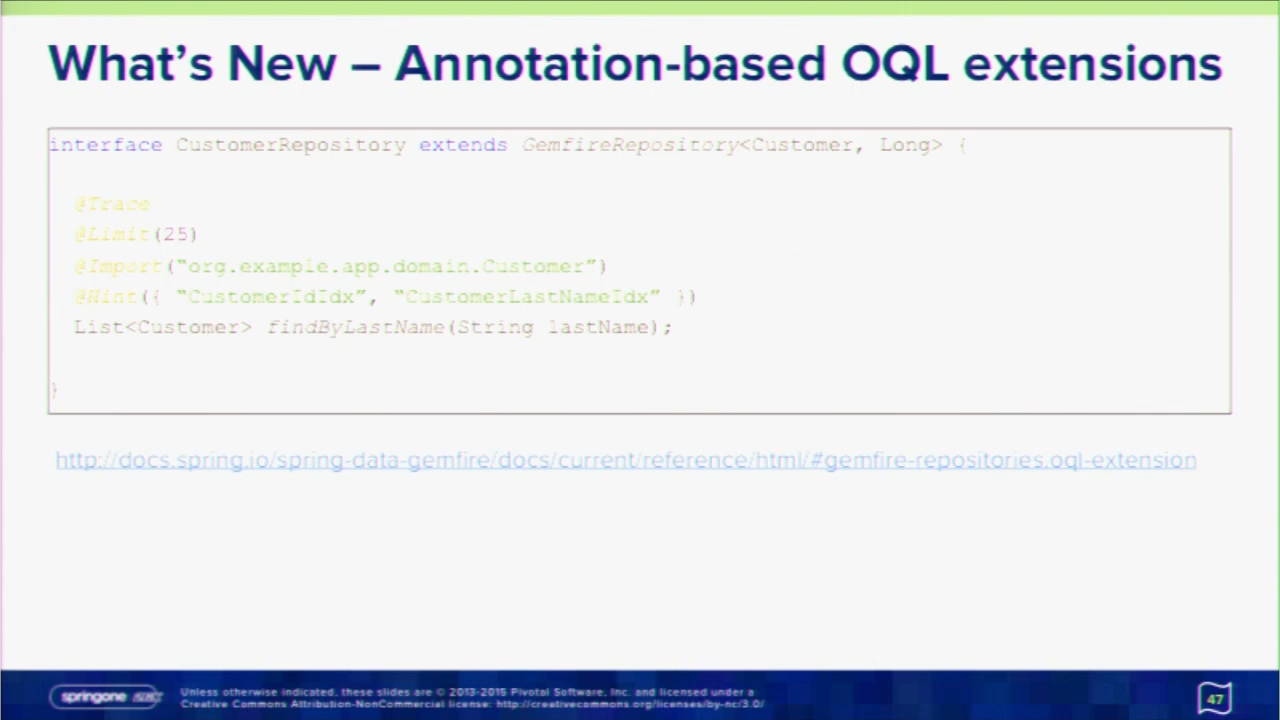 What's New – Annotation-based OQL extensions
interface CustomerRepository extends GemfireRepository<Customer, Long> {
@Trace
@Limit(25)
@Import(“org.example.app.domain.Customer”)
@Hint({ “CustomerIdIdx”, “CustomerLastNameIdx” })
List<Customer> findByLastName(String lastName);
}
http://docs.spring.io/spring-data-gemfire/docs/current/reference/html/#gemfire-repositories.oql-extension
springone
Unless otherwise indicated, these slides are © 2013-2015 Pivotal Software, Inc. and licensed under a
Creative Commons Attribution-NonCommercial license: http://creativecommons.org/licenses/by-nc/3.0/
47